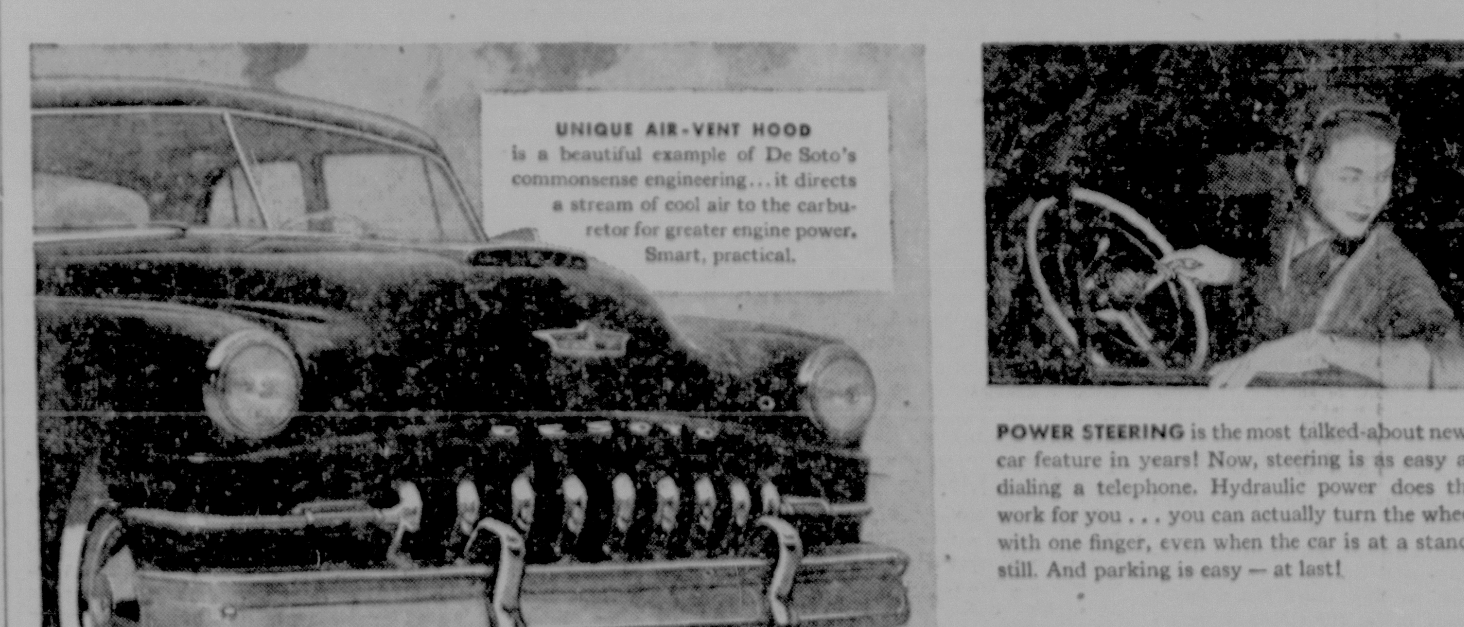 UNIQUE AIR-VENT HOOD
is a beautiful example of De Soto's
commonsense engineering...it directs
a stream of cool air to the carbu-
retor for greater engine power.
Smart, practical.
POWER STEERING is the most talked-about new
car feature in years! Now, steering is as easy a
dialing a telephone. Hydraulic power does th
work for you . . . you can actually turn the whee
with one finger, even when the car is at a stand
still. And parking is easy — at last!